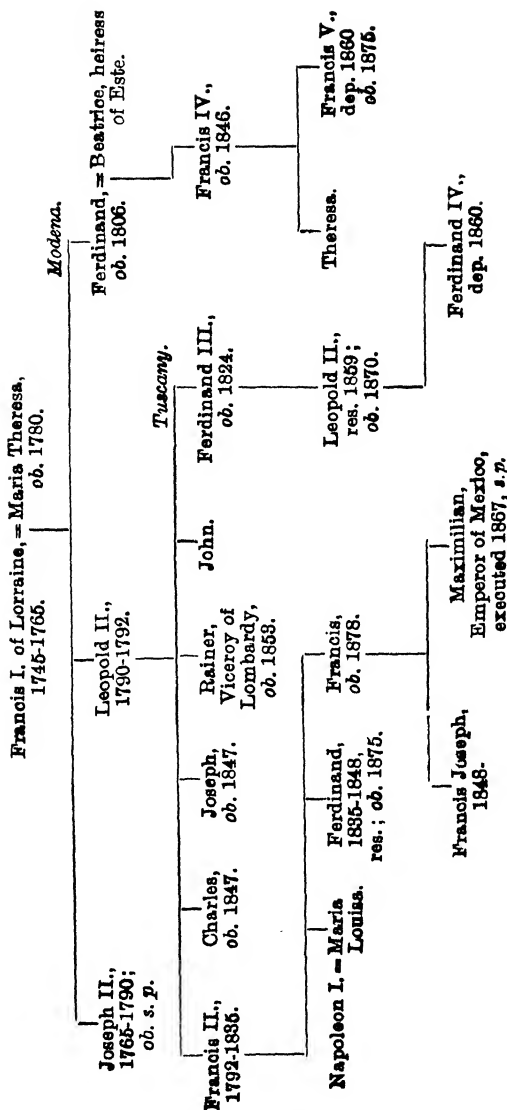 Francis I. of Lorraine, = Maria Theresa,
1745-1765. ob. 1780.
Joseph II.,
1765-1790;
ob. s. p.
Leopold II.,
1790-1792.
Modena.
Ferdinand, = Beatrice, heiress
ob. 1806. of Este.
Francis II.,
1792-1835.
Charles,
ob. 1847.
Joseph,
ob. 1847.
Rainer,
Viceroy of
Lombardy,
ob. 1853.
John.
Tuscany.
Ferdinand III.,
ob. 1824.
Francis IV.,
ob. 1846.
Napoleon I. = Maria
Louisa.
Ferdinand,
1835-1848,
res.; ob. 1875.
Francis,
ob. 1878.
Leopold II.,
res. 1859;
ob. 1870.
Theresa.
Francis V.,
dep. 1860
ob. 1875.
Francis Joseph,
1848-
Maximilian,
Emperor of Mexico,
executed 1867, s.p.
Ferdinand IV.,
dep. 1860.